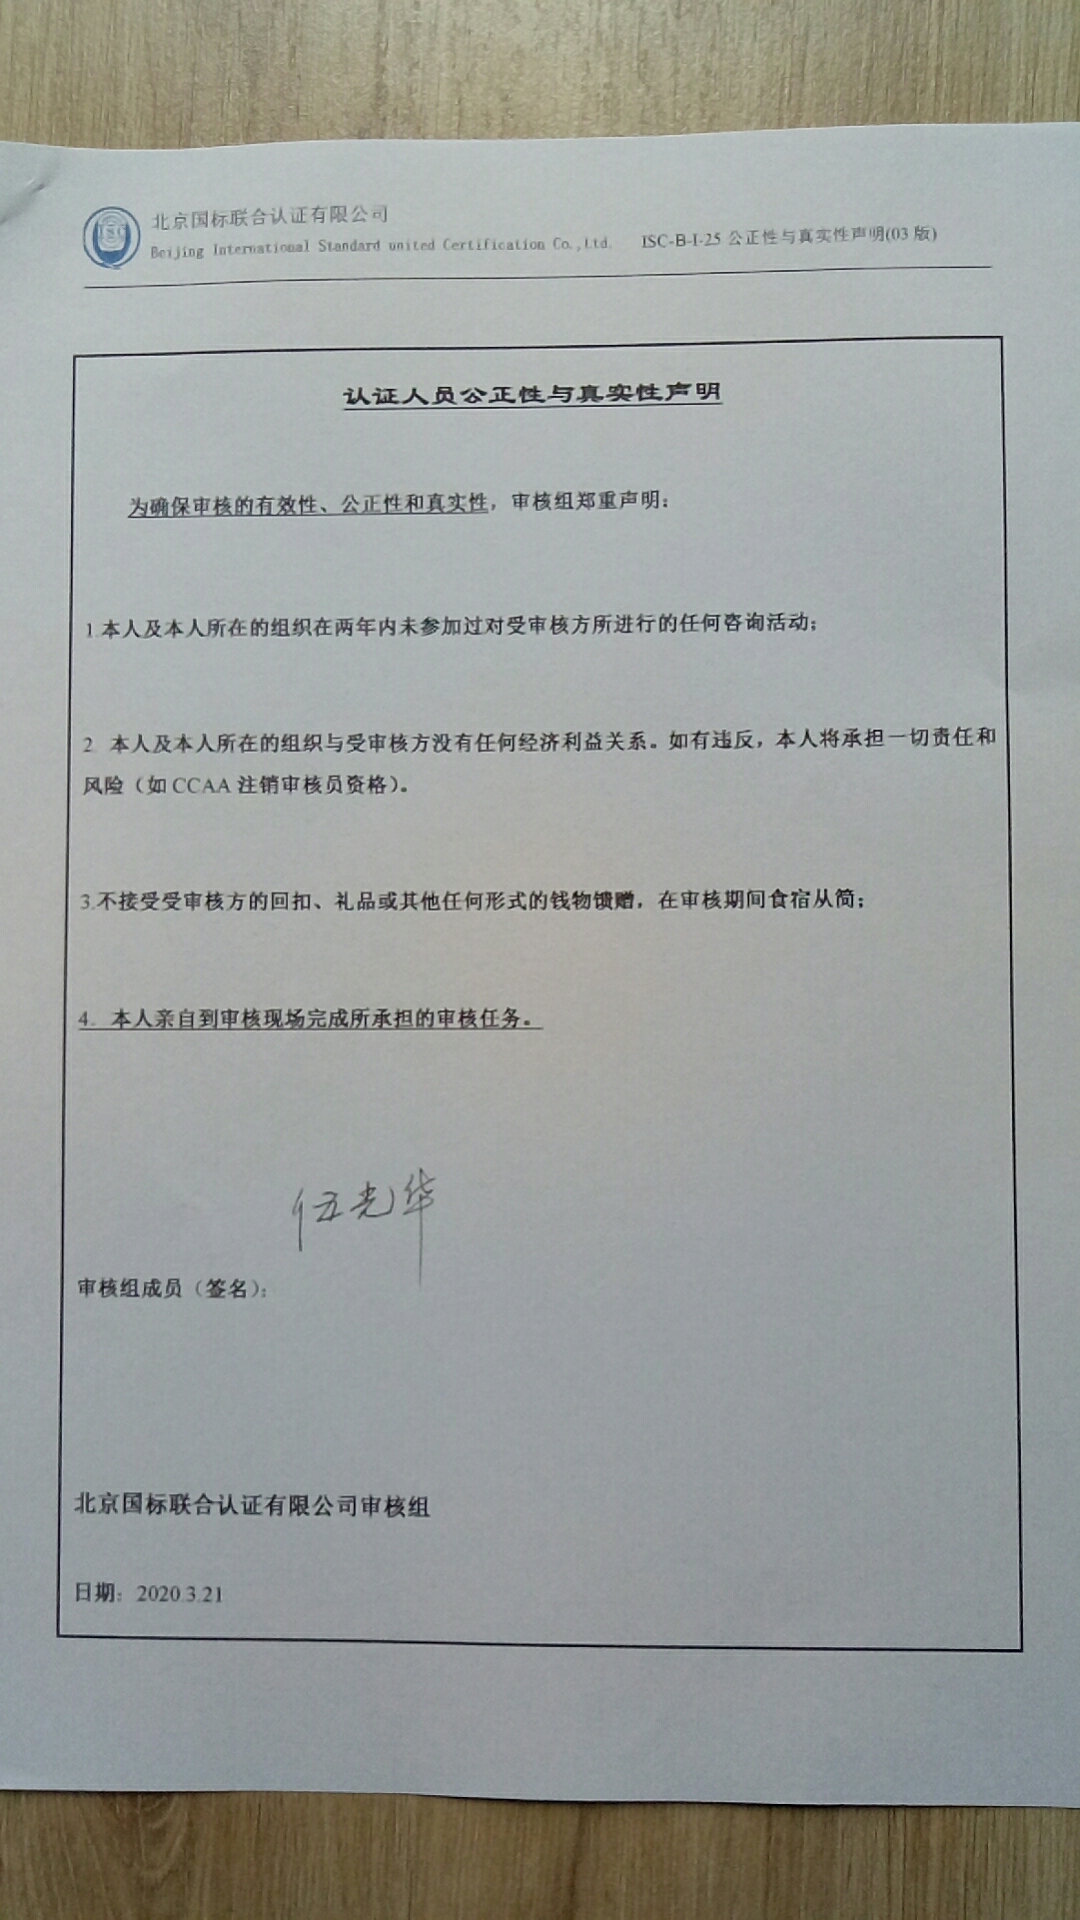 北京国标联合认证有限公司
Beijing International Standard united Certification Co.,Ltd. ISC-B-I-25 公正性与真实性声明(03 版)
认证人员公正性与真实性声明
为确保审核的有效性、公正性和真实性，审核组郑重声明：
1.本人及本人所在的组织在两年内未参加过对受审核方所进行的任何咨询活动；
2. 本人及本人所在的组织与受审核方没有任何经济利益关系。如有违反，本人将承担一切责任和
风险（如 CCAA 注销审核员资格）。
3.不接受受审核方的回扣、礼品或其他任何形式的钱物馈赠，在审核期间食宿从简；
4. 本人亲自到审核现场完成所承担的审核任务。
伍光华
审核组成员（签名）：
北京国标联合认证有限公司审核组
日期：2020.3.21